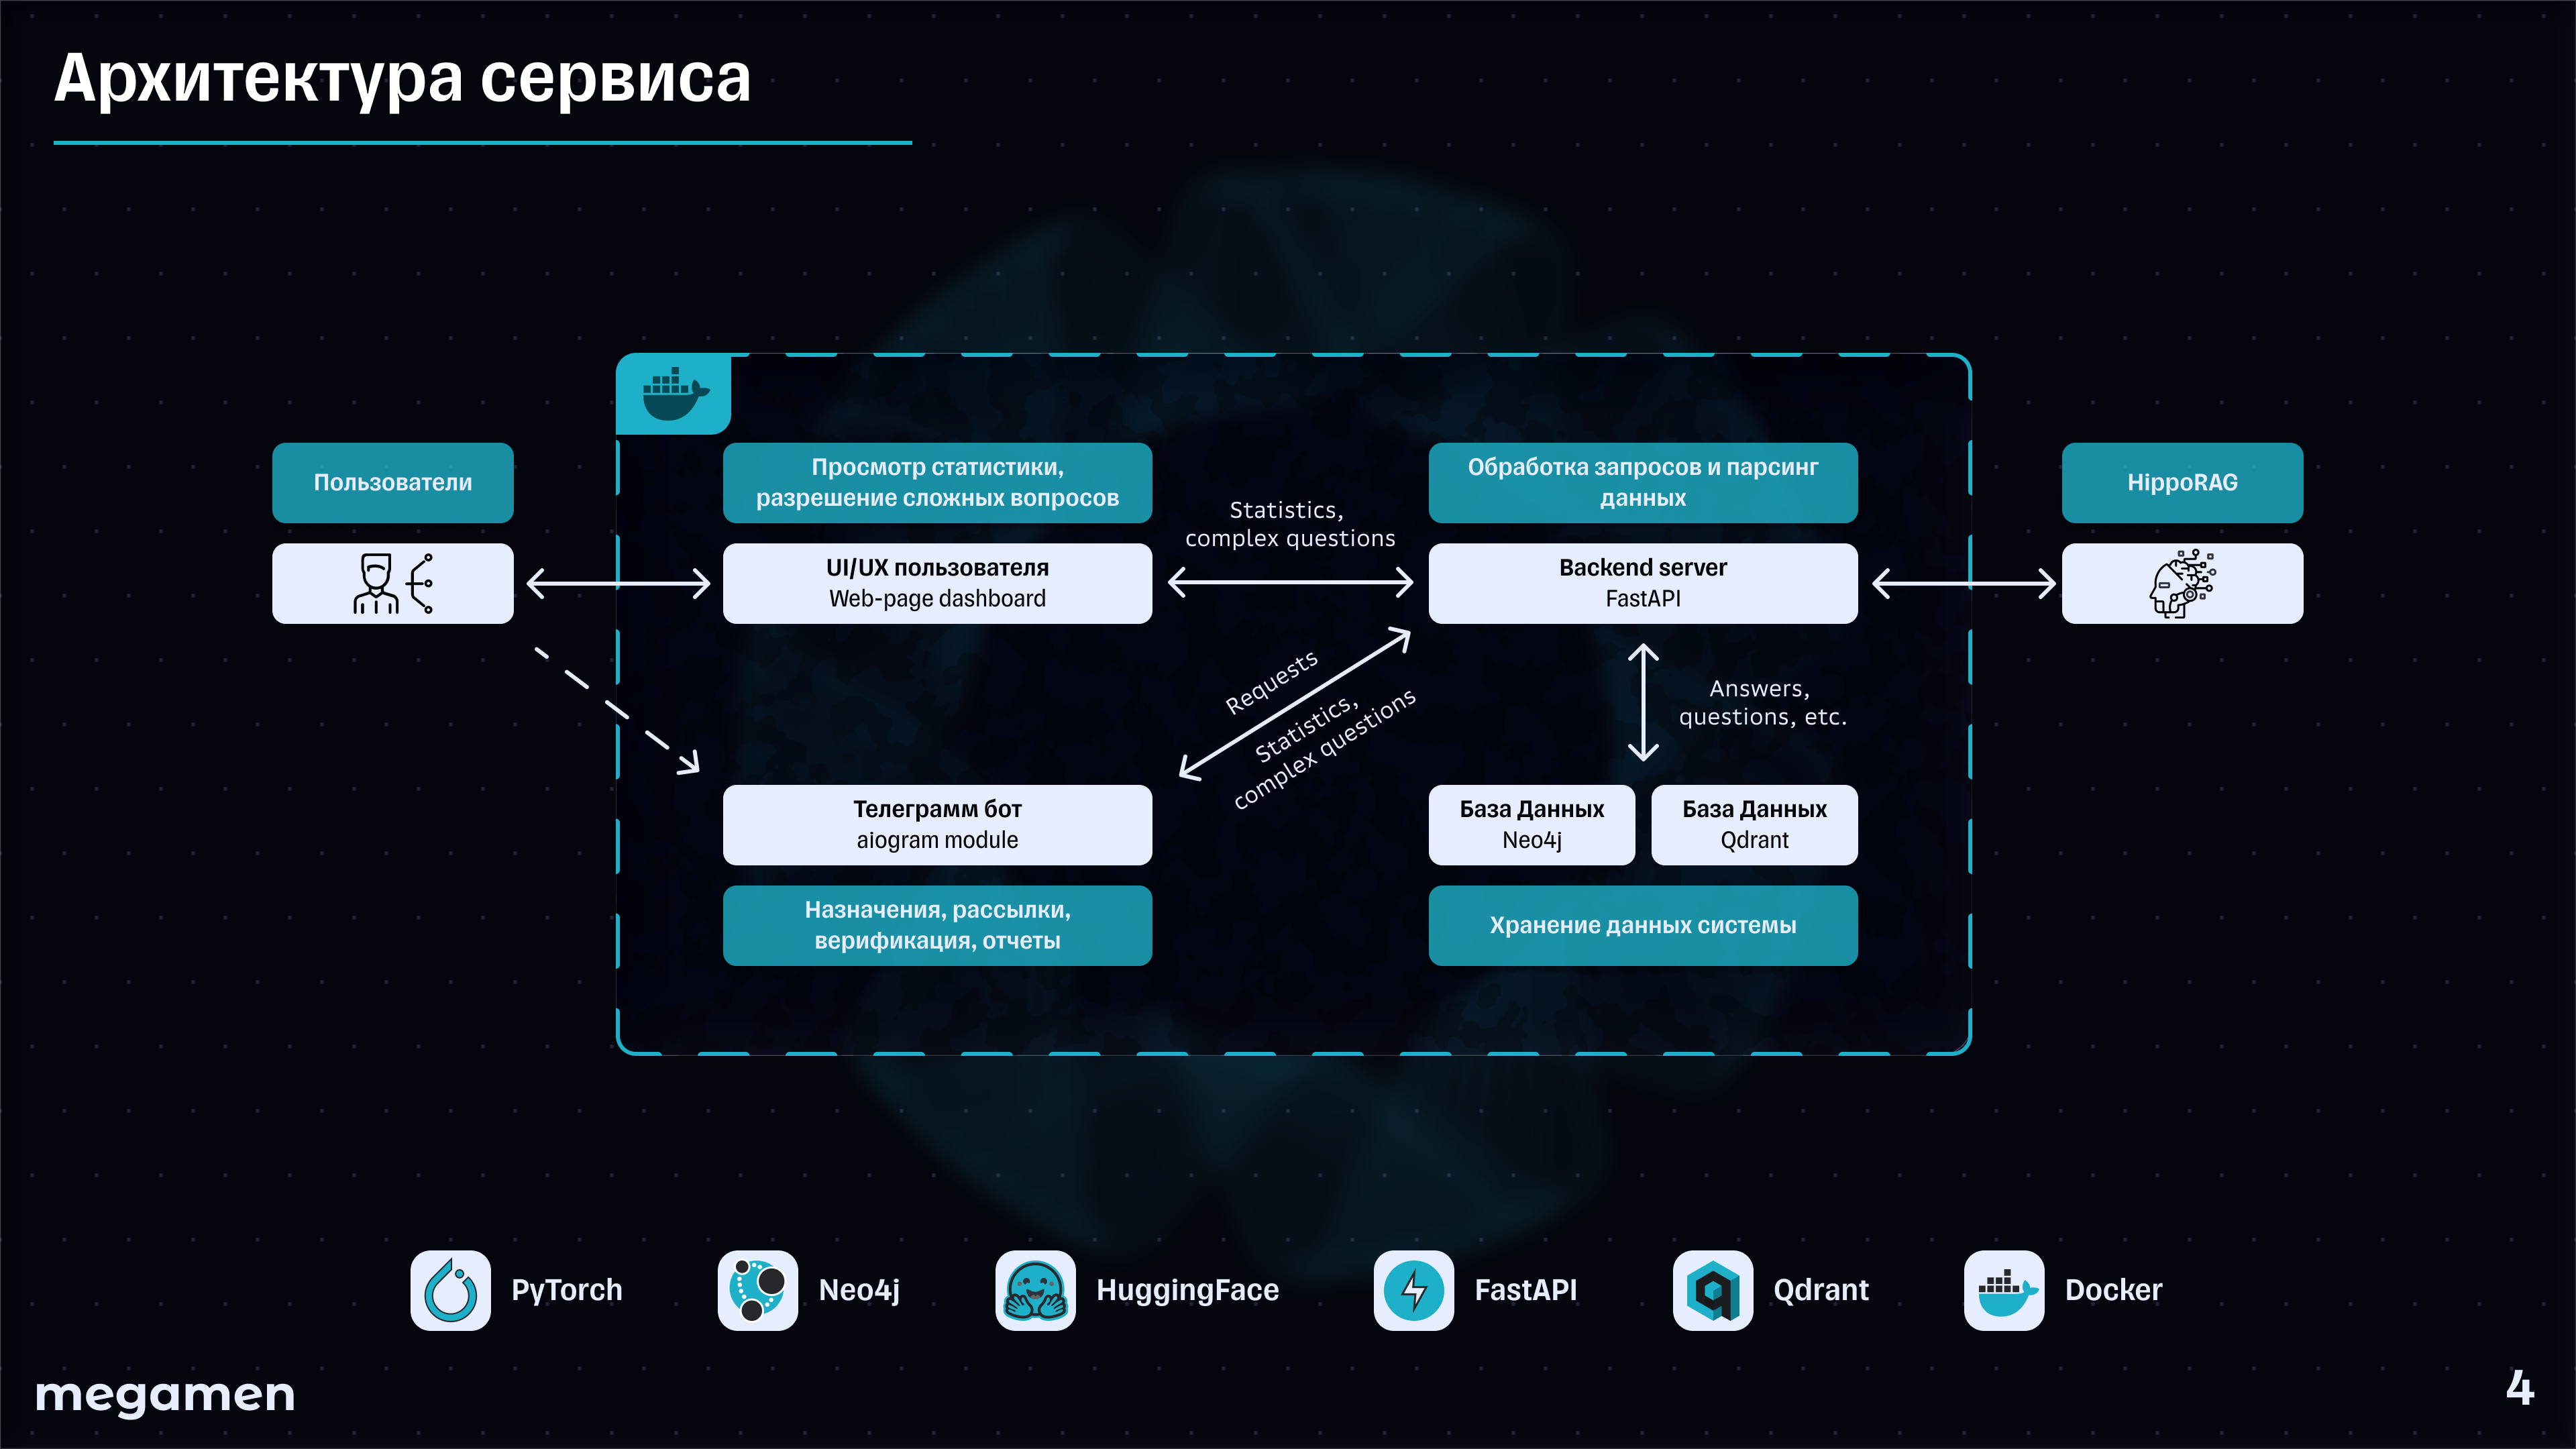 Архитектура сервиса
Пользователи
Просмотр статистики,
разрешение сложных вопросов
UI/UX пользователя
Web-page dashboard
Statistics,
complex questions
Обработка запросов и парсинг
данных
Backend server
FastAPI
HippoRAG
Requests
Statistics,
complex questions
Answers,
questions, etc.
Телеграмм бот
aiogram module
Назначения, рассылки,
верификация, отчеты
База Данных
Neo4j
База Данных
Qdrant
Хранение данных системы
PyTorch
Neo4j
HuggingFace
FastAPI
Qdrant
Docker
megamen
4